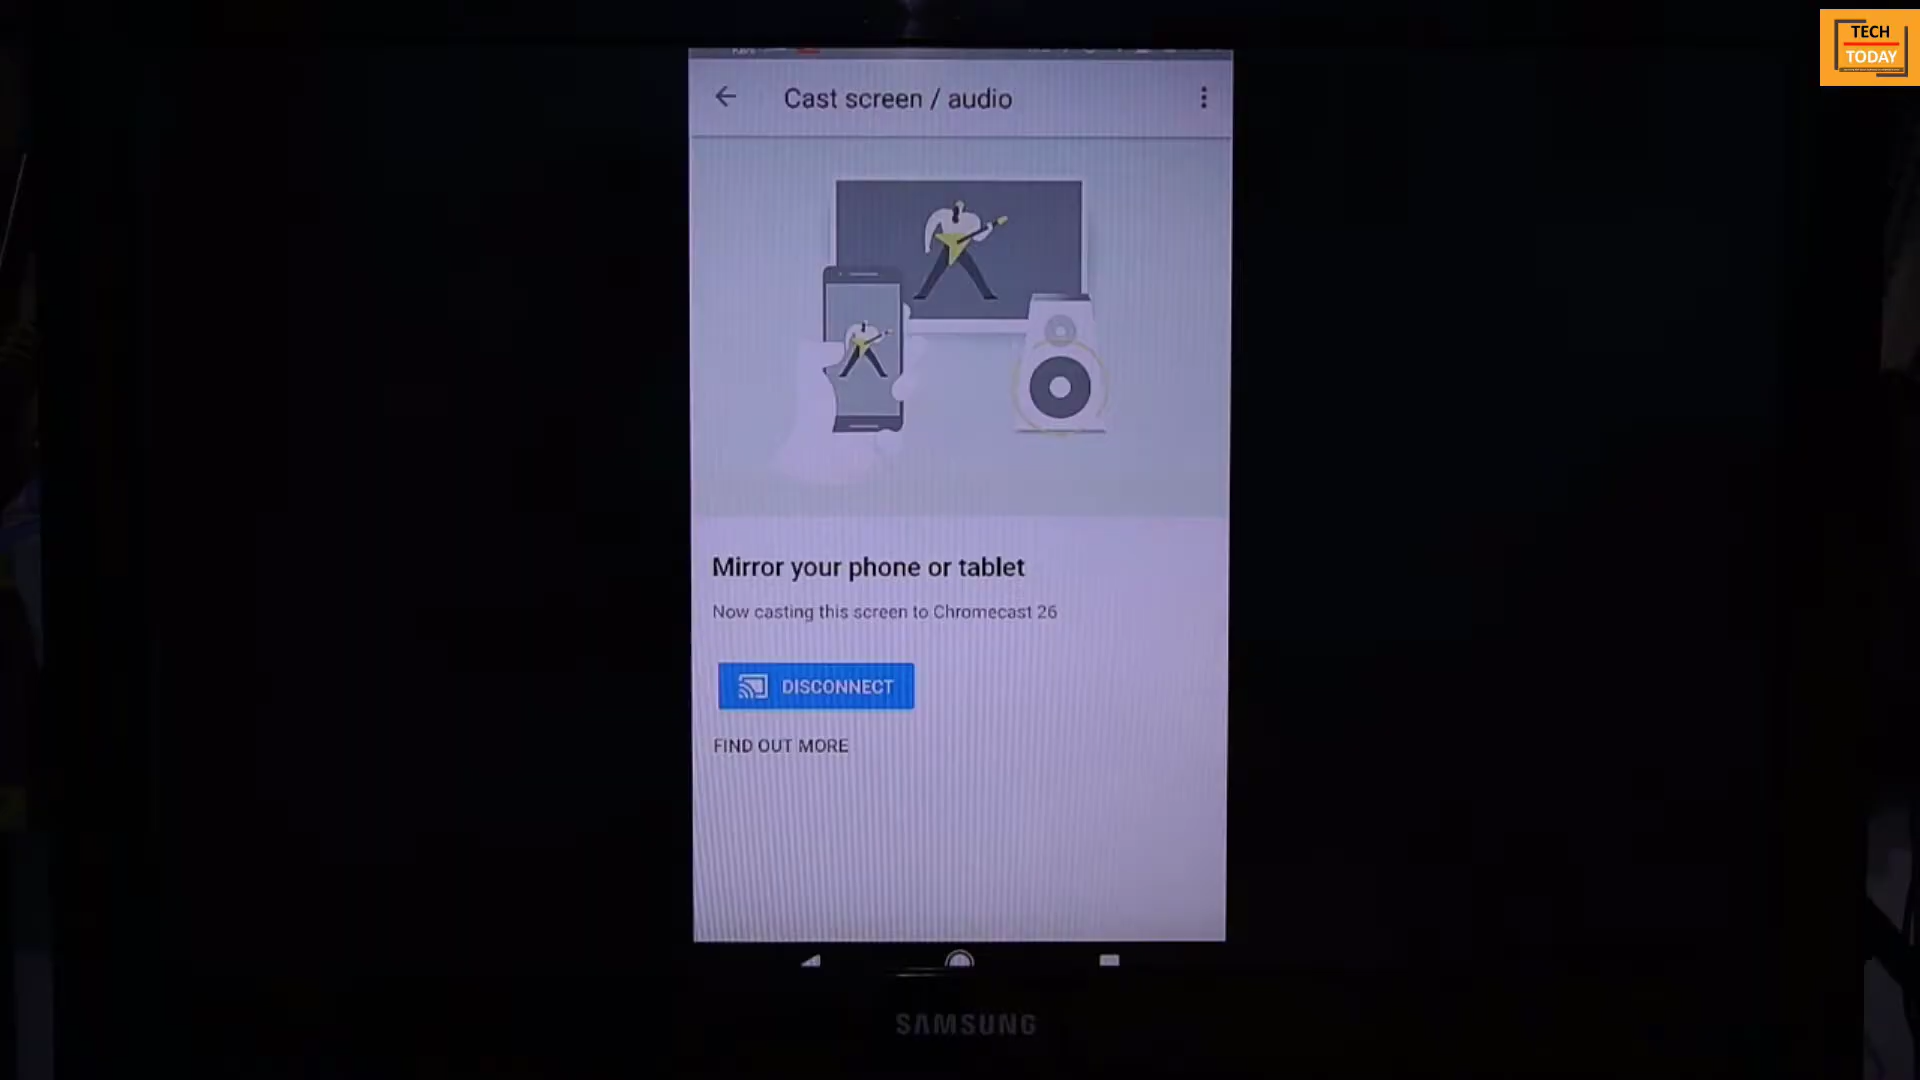 TECH
TODAY
Cast screen / audio
Mirror your phone or tablet
Now casting this screen to Chromecast 26
DISCONNECT
FIND OUT MORE
SAMSUNG